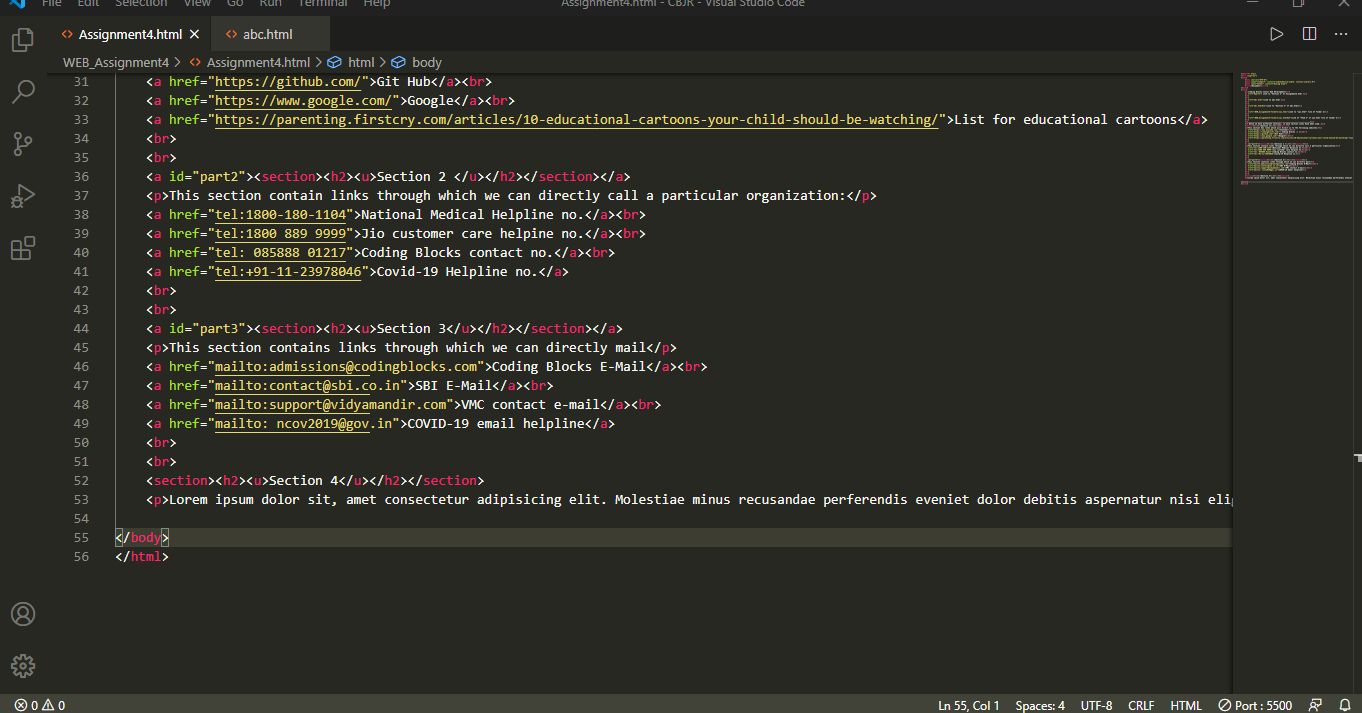 File Edit Selection View Go Run Terminal Help Assignment4.html - CBJR - Visual Studio Code
Assignment4.html abc.html
WEB_Assignment4 > Assignment4.html > html > body
31 <a href="https://github.com/">Git Hub</a><br>
32 <a href="https://www.google.com/">Google</a><br>
33 <a href="https://parenting.firstcry.com/articles/10-educational-cartoons-your-child-should-be-watching/">List for educational cartoons</a>
34 <br>
35 <br>
36 <a id="part2"><section><h2><u>Section 2 </u></h2></section></a>
37 <p>This section contain links through which we can directly call a particular organization:</p>
38 <a href="tel:1800-180-1104">National Medical Helpline no.</a><br>
39 <a href="tel:1800 889 9999">Jio customer care helpine no.</a><br>
40 <a href="tel: 085888 01217">Coding Blocks contact no.</a><br>
41 <a href="tel:+91-11-23978046">Covid-19 Helpline no.</a>
42 <br>
43 <br>
44 <a id="part3"><section><h2><u>Section 3</u></h2></section></a>
45 <p>This section contains links through which we can directly mail</p>
46 <a href="mailto:admissions@codingblocks.com">Coding Blocks E-Mail</a><br>
47 <a href="mailto:contact@sbi.co.in">SBI E-Mail</a><br>
48 <a href="mailto:support@vidyamandir.com">VMC contact e-mail</a><br>
49 <a href="mailto: ncov2019@gov.in">COVID-19 email helpline</a>
50 <br>
51 <br>
52 <section><h2><u>Section 4</u></h2></section>
53 <p>Lorem ipsum dolor sit, amet consectetur adipisicing elit. Molestiae minus recusandae perferendis eveniet dolor debitis aspernatur nisi eli
54
55 </body>
56 </html>
0 0 Ln 55, Col 1 Spaces: 4 UTF-8 CRLF HTML Port : 5500